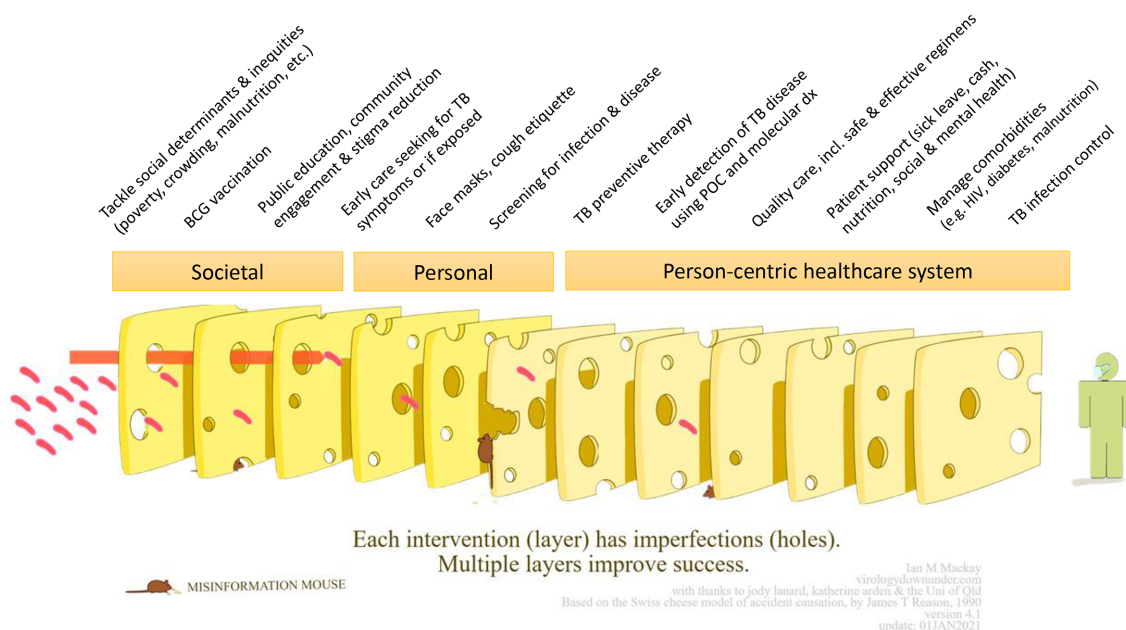 Tackle social determinants & inequities
(poverty, crowding, malnutrition, etc.)
BCG vaccination
Public education, community
engagement & stigma reduction
Early care seeking for TB
symptoms or if exposed
Face masks, cough etiquette
Screening for infection & disease
TB preventive therapy
Early detection of TB disease
using POC and molecular dx
Quality care, incl. safe & effective regimens
Patient support (sick leave, cash,
nutrition, social & mental health)
Manage comorbidities
(e.g. HIV, diabetes, malnutrition)
TB infection control
Societal
Personal
Person-centric healthcare system
Each intervention (layer) has imperfections (holes).
Multiple layers improve success.
MISINFORMATION MOUSE
Ian M Mackay
virologydownunder.com
with thanks to jody lanard, katherine arden & the Uni of Qld
Based on the Swiss cheese model of accident causation, by James T Reason, 1990
version 4.1
update: 01JAN2021